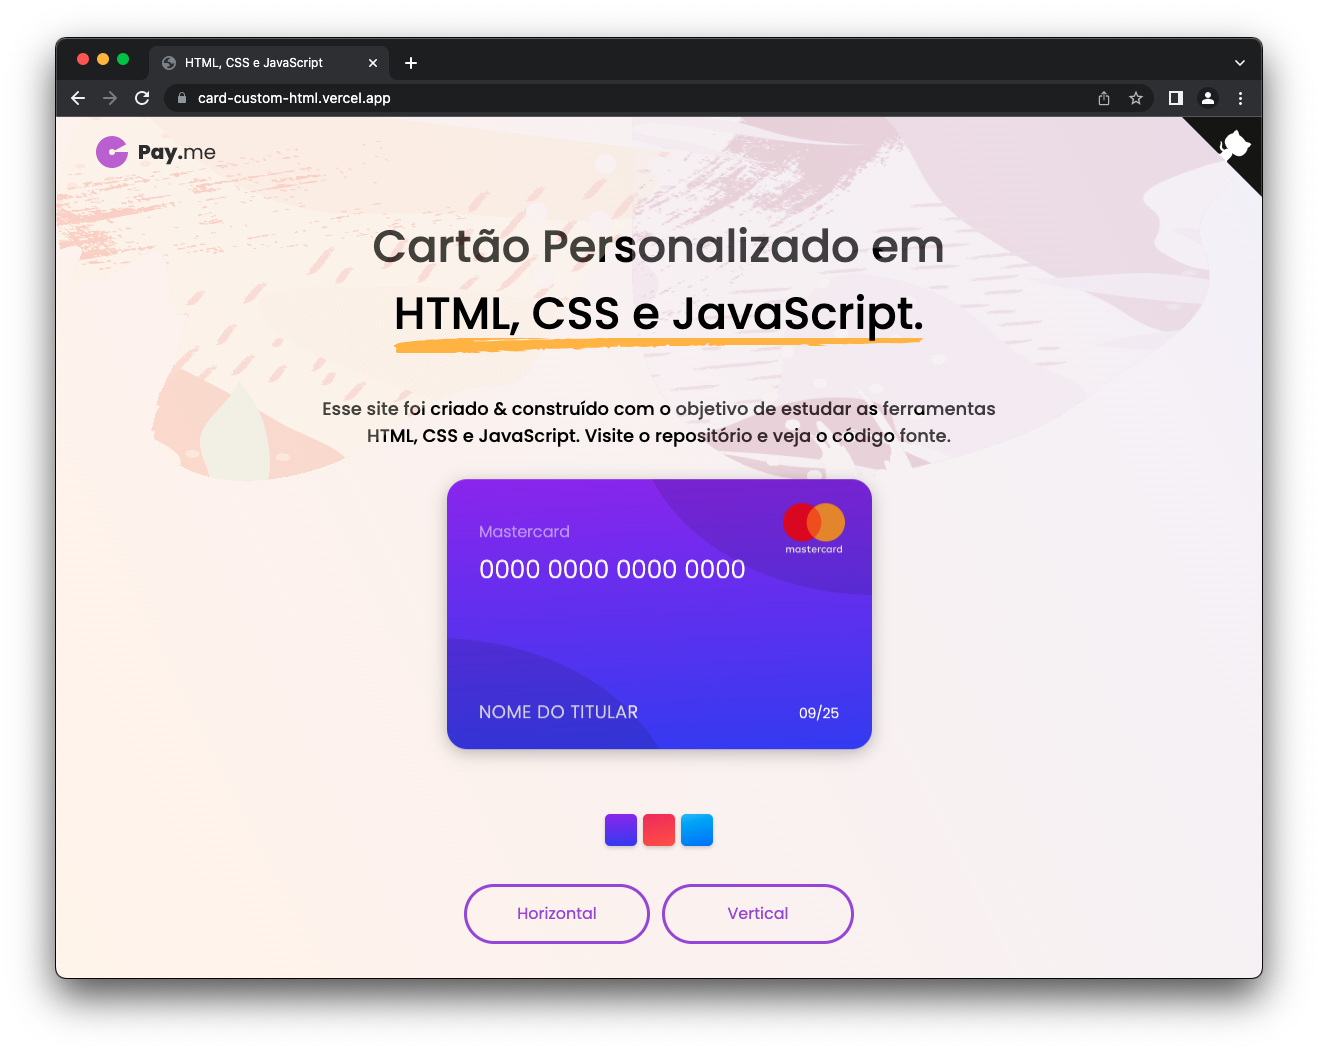 HTML, CSS e JavaScript
card-custom-html.vercel.app
Pay.me
Cartão Personalizado em
HTML, CSS e JavaScript.
Esse site foi criado & construído com o objetivo de estudar as ferramentas
HTML, CSS e JavaScript. Visite o repositório e veja o código fonte.
Mastercard
mastercard
0000 0000 0000 0000
NOME DO TITULAR
09/25
Horizontal
Vertical